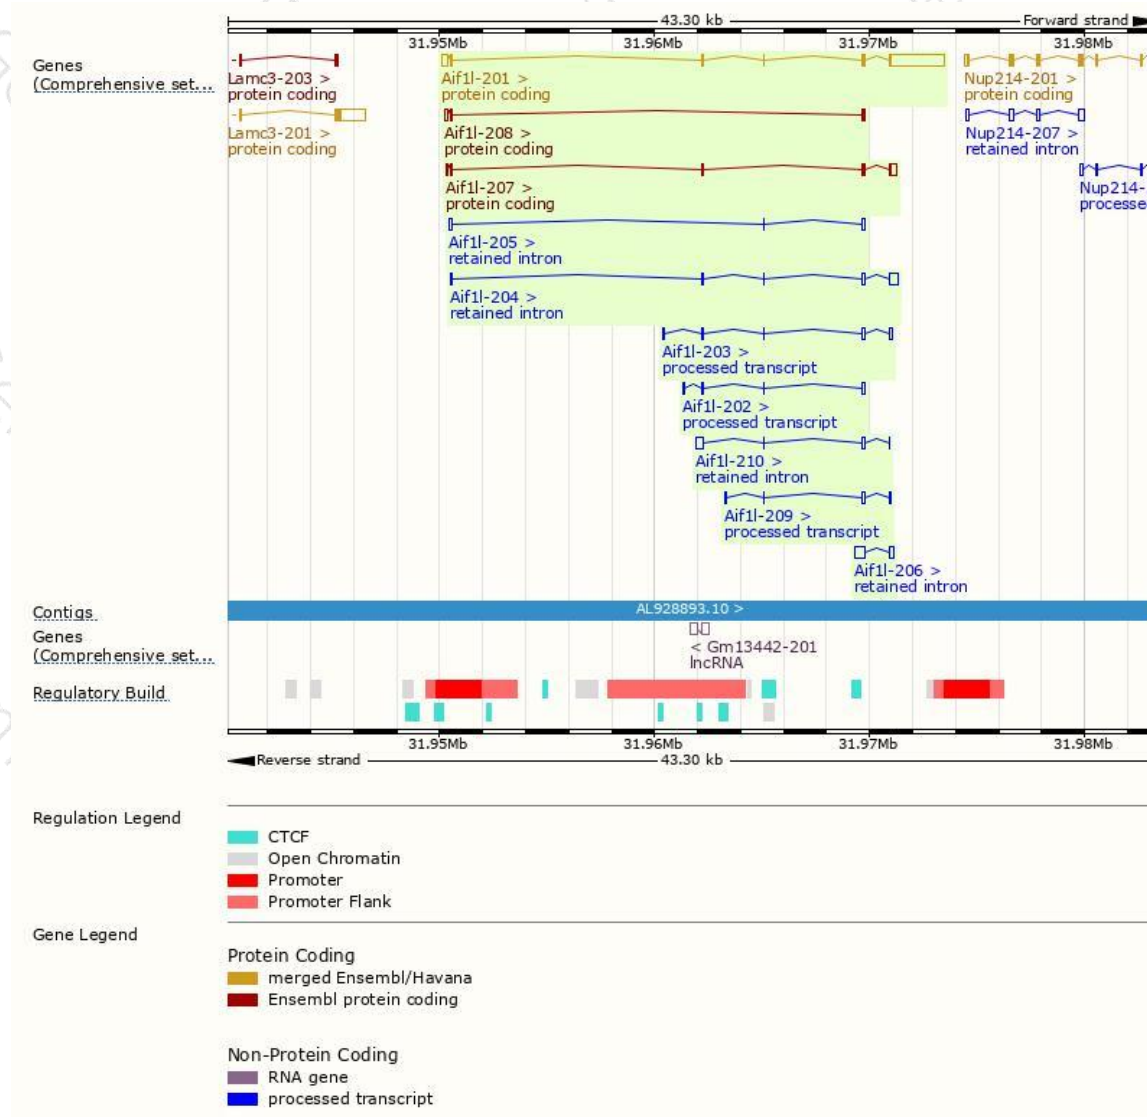 43.30 kb
Forward strand
31.95Mb 31.96Mb 31.97Mb 31.98Mb
Genes
(Comprehensive set...
Lamc3-203 >
protein coding
Aif1l-201 >
protein coding
Nup214-201 >
protein coding
Lamc3-201 >
protein coding
Aif1l-208 >
protein coding
Nup214-207 >
retained intron
Aif1l-207 >
protein coding
Nup214-
processe
Aif1l-205 >
retained intron
Aif1l-204 >
retained intron
Aif1l-203 >
processed transcript
Aif1l-202 >
processed transcript
Aif1l-210 >
retained intron
Aif1l-209 >
processed transcript
Aif1l-206 >
retained intron
Contigs
AL928893.10 >
Genes
(Comprehensive set...
< Gm13442-201
lncRNA
Regulatory Build
31.95Mb 31.96Mb 31.97Mb 31.98Mb
Reverse strand
43.30 kb
Regulation Legend
CTCF
Open Chromatin
Promoter
Promoter Flank
Gene Legend
Protein Coding
merged Ensembl/Havana
Ensembl protein coding
Non-Protein Coding
RNA gene
processed transcript